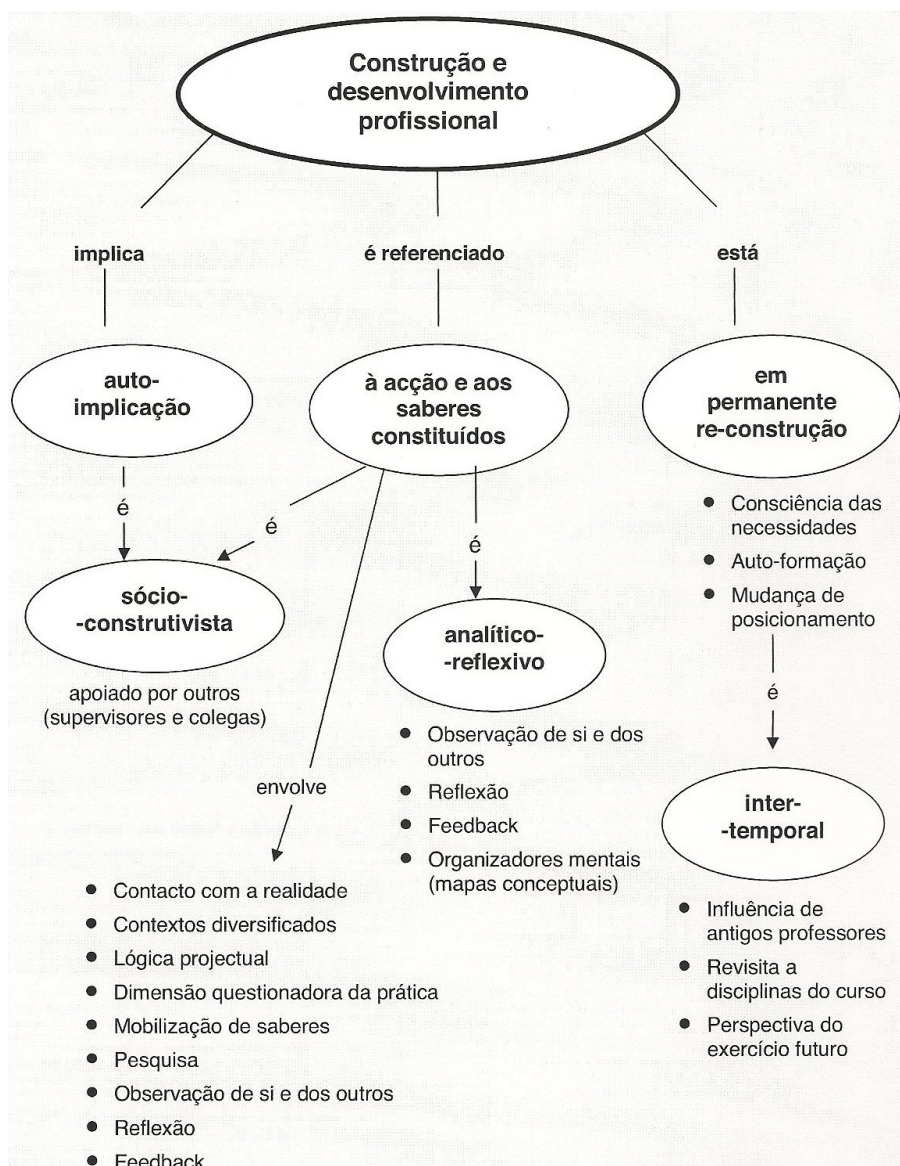 Construção e
desenvolvimento
profissional
implica
é referenciado
está
auto-
implicação
à acção e aos
saberes
constituídos
em
permanente
re-construção
é
é
é
sócio-
-construtivista
apoiado por outros
(supervisores e colegas)
analítico-
-reflexivo
• Observação de si e dos
outros
• Reflexão
• Feedback
• Organizadores mentais
(mapas conceptuais)
• Consciência das
necessidades
• Auto-formação
• Mudança de
posicionamento
é
inter-
-temporal
• Influência de
antigos professores
• Revisita a
disciplinas do curso
• Perspectiva do
exercício futuro
envolve
• Contacto com a realidade
• Contextos diversificados
• Lógica projectual
• Dimensão questionadora da prática
• Mobilização de saberes
• Pesquisa
• Observação de si e dos outros
• Reflexão
• Feedback